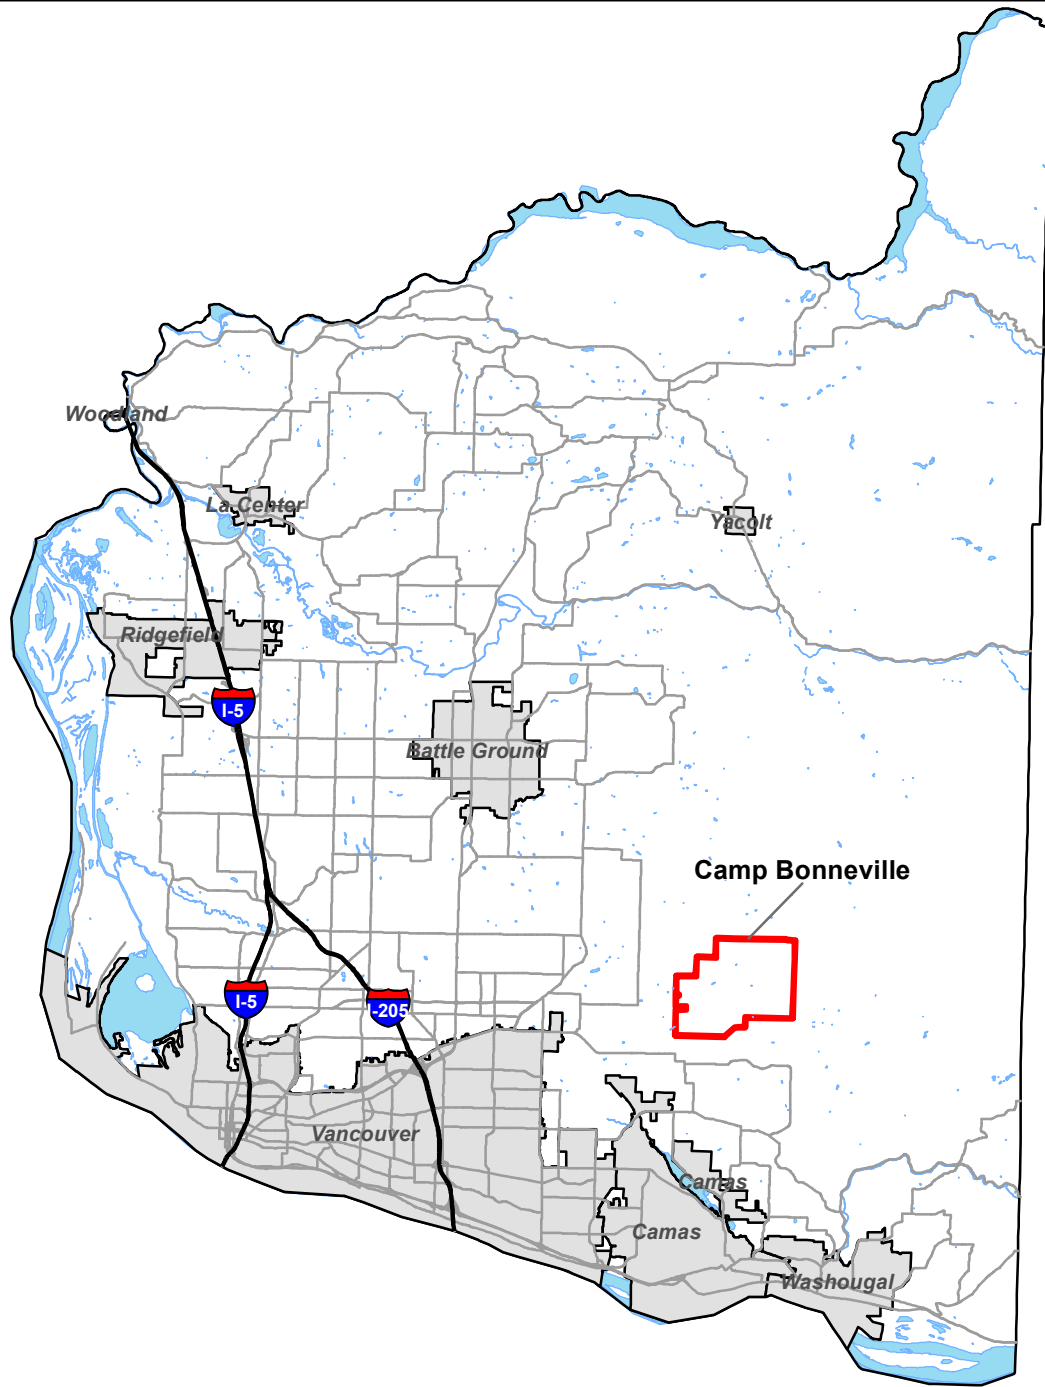 Woodland
La Center
Yacolt
Ridgefield
I-5
Battle Ground
Camp Bonneville
I-5
-205
Vancouver
Camas
Camas
Washougal